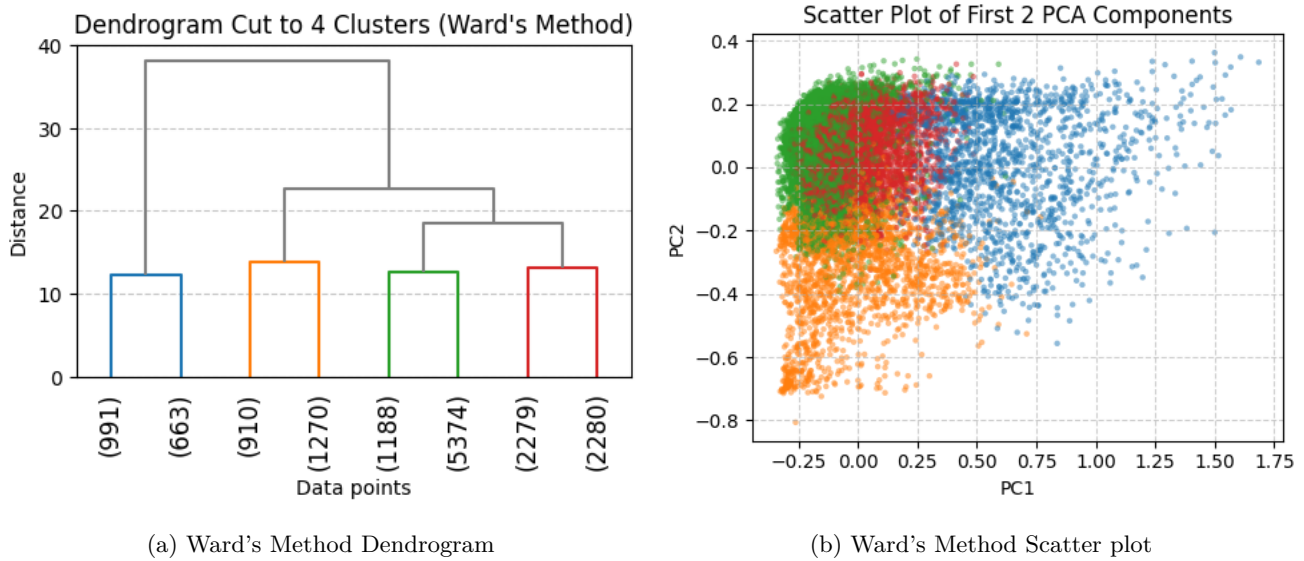 Dendrogram Cut to 4 Clusters (Ward's Method)
40
30
20
10
0
Distance
(991)
(663)
(910)
(1270)
(1188)
(5374)
(2279)
(2280)
Data points
(a) Ward's Method Dendrogram
Scatter Plot of First 2 PCA Components
0.4
0.2
0.0
−0.2
−0.4
−0.6
−0.8
PC2
−0.25 0.00 0.25 0.50 0.75 1.00 1.25 1.50 1.75
PC1
(b) Ward's Method Scatter plot